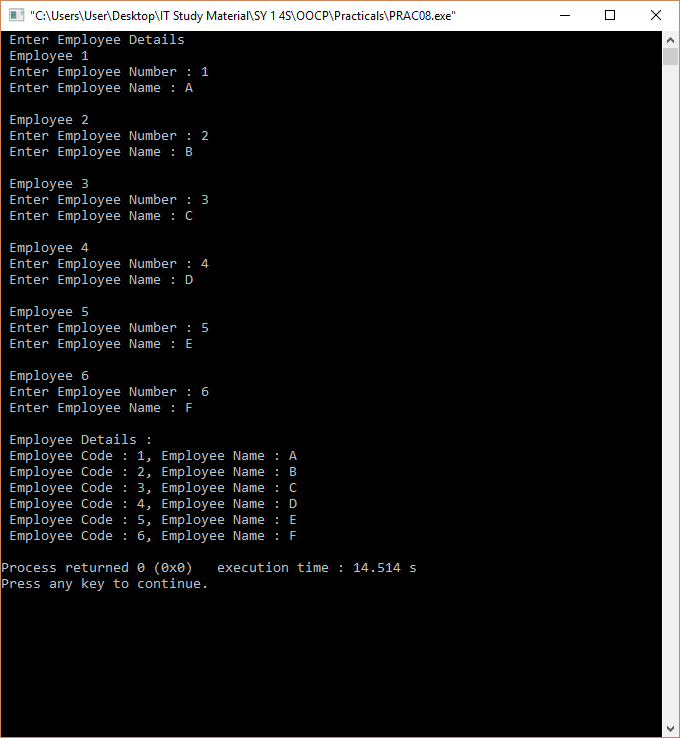 "C:\Users\User\Desktop\IT Study Material\SY 1 4S\OOCP\Practicals\PRAC08.exe"
Enter Employee Details
Employee 1
Enter Employee Number : 1
Enter Employee Name : A
Employee 2
Enter Employee Number : 2
Enter Employee Name : B
Employee 3
Enter Employee Number : 3
Enter Employee Name : C
Employee 4
Enter Employee Number : 4
Enter Employee Name : D
Employee 5
Enter Employee Number : 5
Enter Employee Name : E
Employee 6
Enter Employee Number : 6
Enter Employee Name : F
Employee Details :
Employee Code : 1, Employee Name : A
Employee Code : 2, Employee Name : B
Employee Code : 3, Employee Name : C
Employee Code : 4, Employee Name : D
Employee Code : 5, Employee Name : E
Employee Code : 6, Employee Name : F
Process returned 0 (0x0)   execution time : 14.514 s
Press any key to continue.